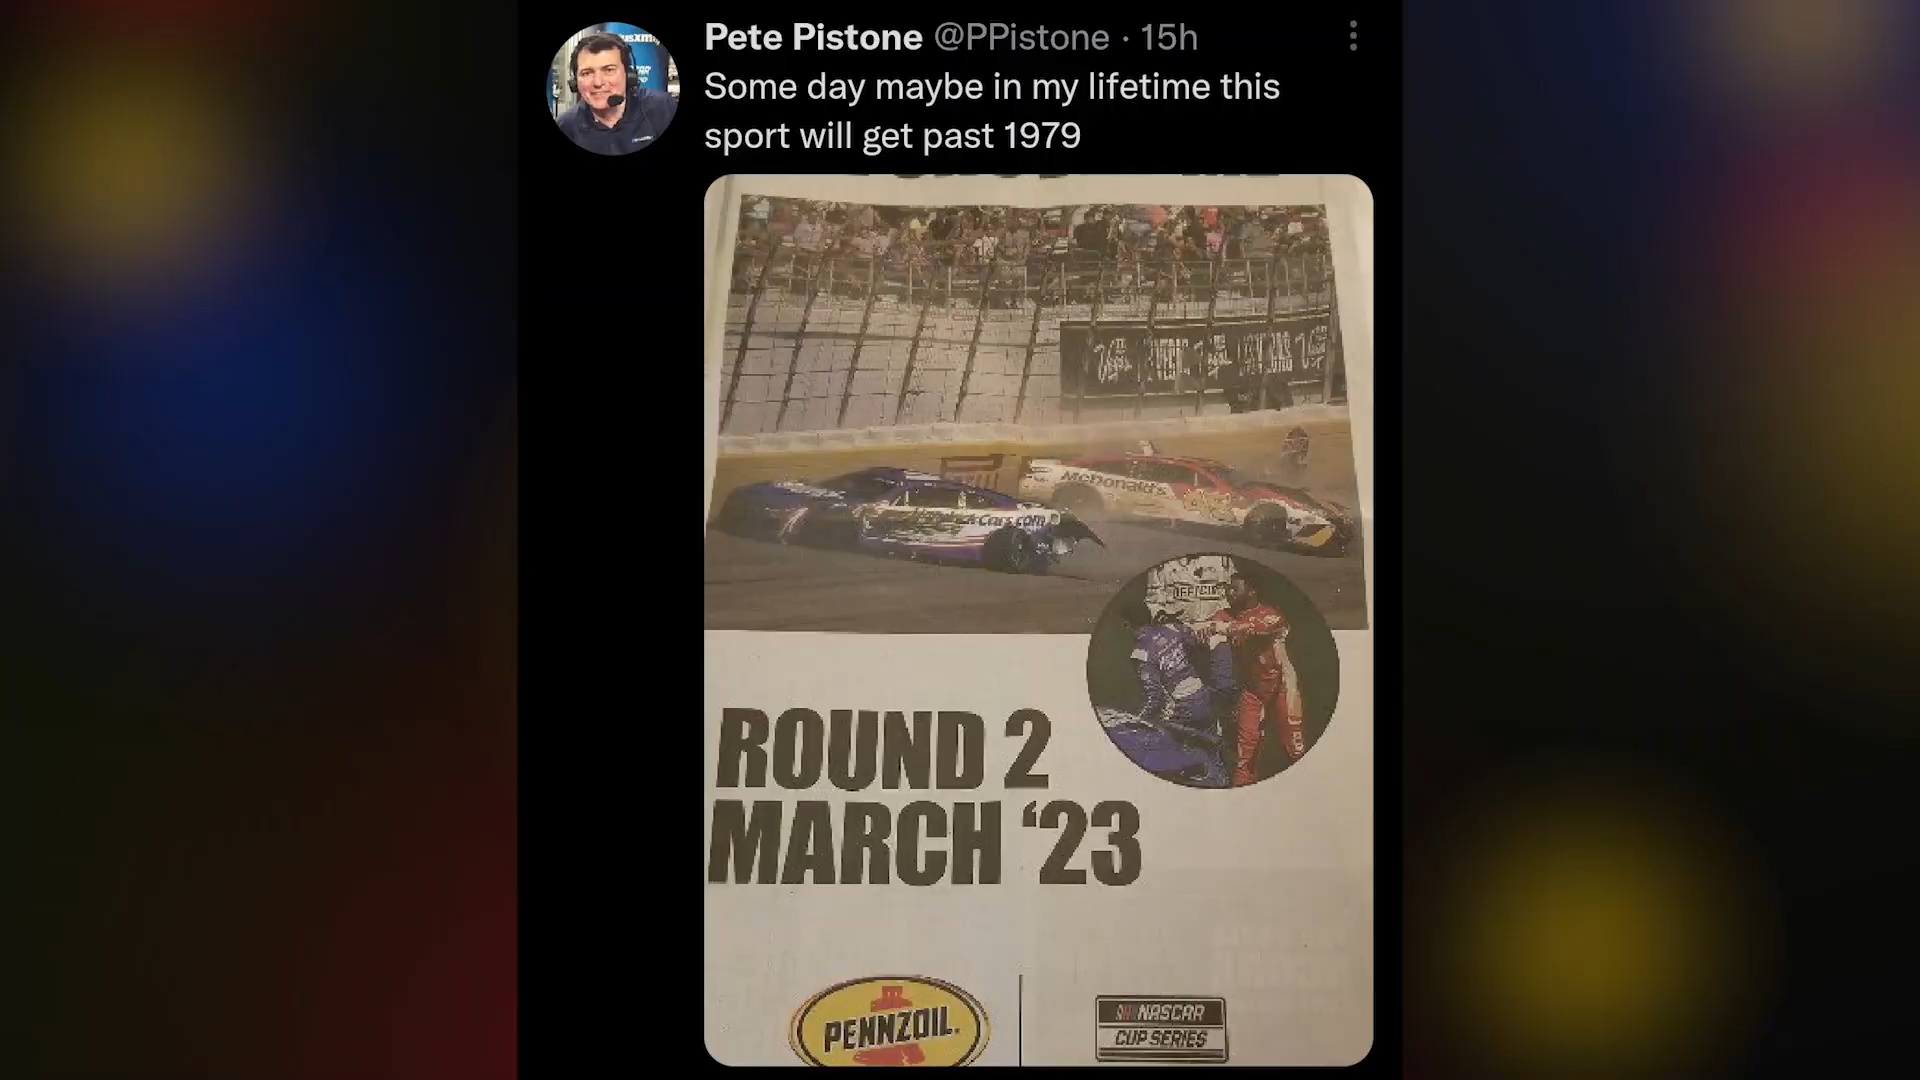 Pete Pistone @PPistone · 15h
Some day maybe in my lifetime this
sport will get past 1979
McDonald's
OFFICIAL
ROUND 2
MARCH '23
PENNZOIL.
NASCAR
CUP SERIES